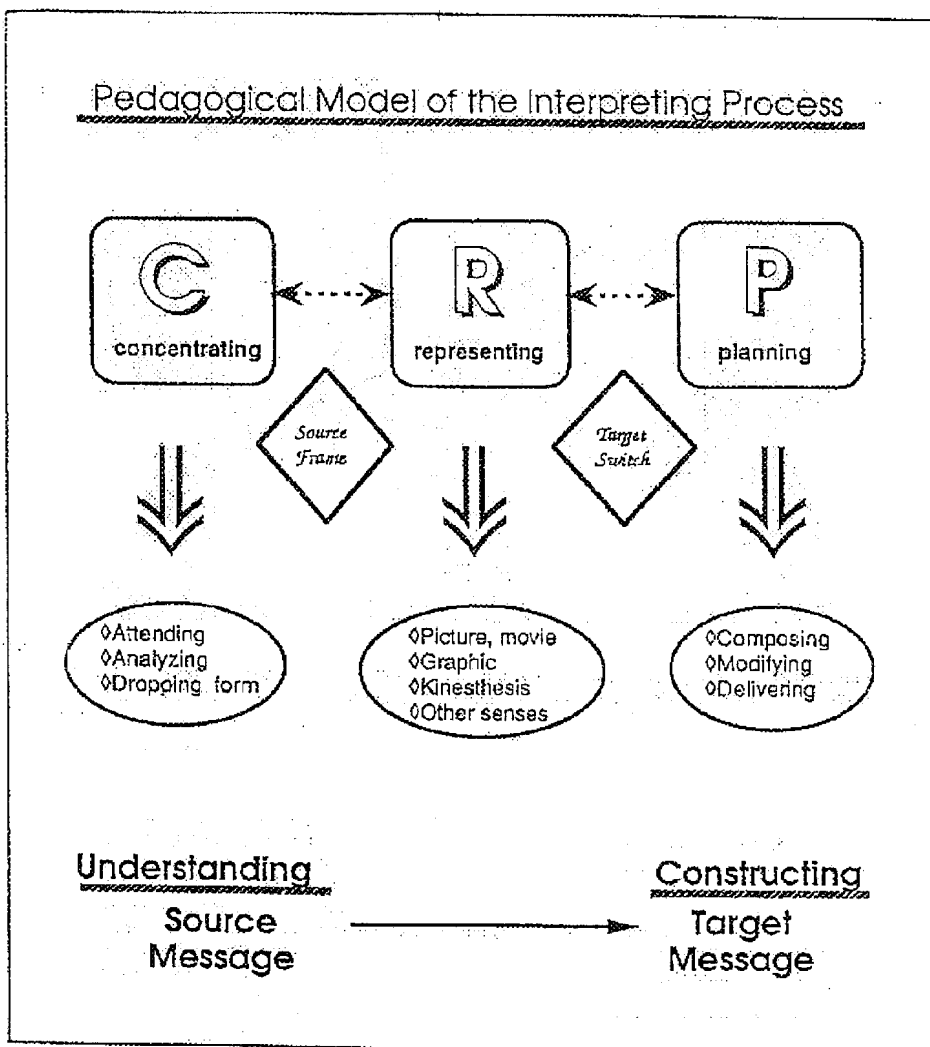 Pedagogical Model of the Interpreting Process
C
concentrating
R
representing
P
planning
Source
Frame
Target
Switch
◊Attending
◊Analyzing
◊Dropping form
◊Picture, movie
◊Graphic
◊Kinesthesis
◊Other senses
◊Composing
◊Modifying
◊Delivering
Understanding
Source
Message
Constructing
Target
Message